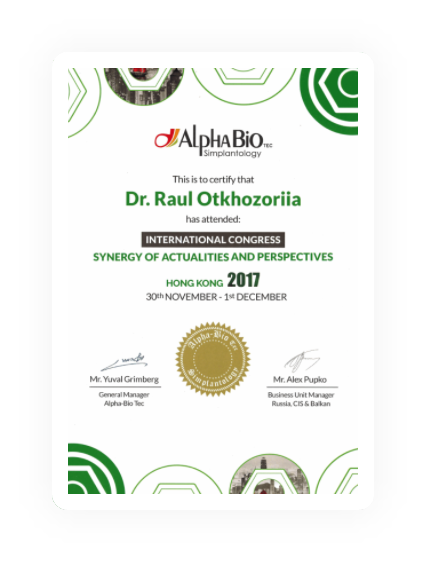 AlphaBio TEC
Simplantology
This is to certify that
Dr. Raul Otkhozoriia
has attended:
INTERNATIONAL CONGRESS
SYNERGY OF ACTUALITIES AND PERSPECTIVES
HONG KONG 2017
30th NOVEMBER - 1st DECEMBER
Alpha-Bio Tec
Simplantology
Mr. Yuval Grimberg
General Manager
Alpha-Bio Tec
Mr. Alex Pupko
Business Unit Manager
Russia, CIS & Balkan